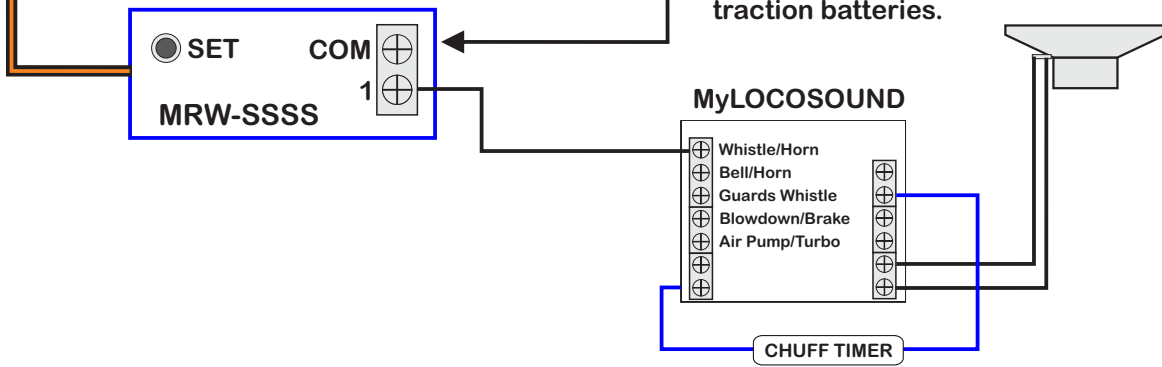 traction batteries.
SET
COM
1
MRW-SSSS
MyLOCOSOUND
Whistle/Horn
Bell/Horn
Guards Whistle
Blowdown/Brake
Air Pump/Turbo
CHUFF TIMER